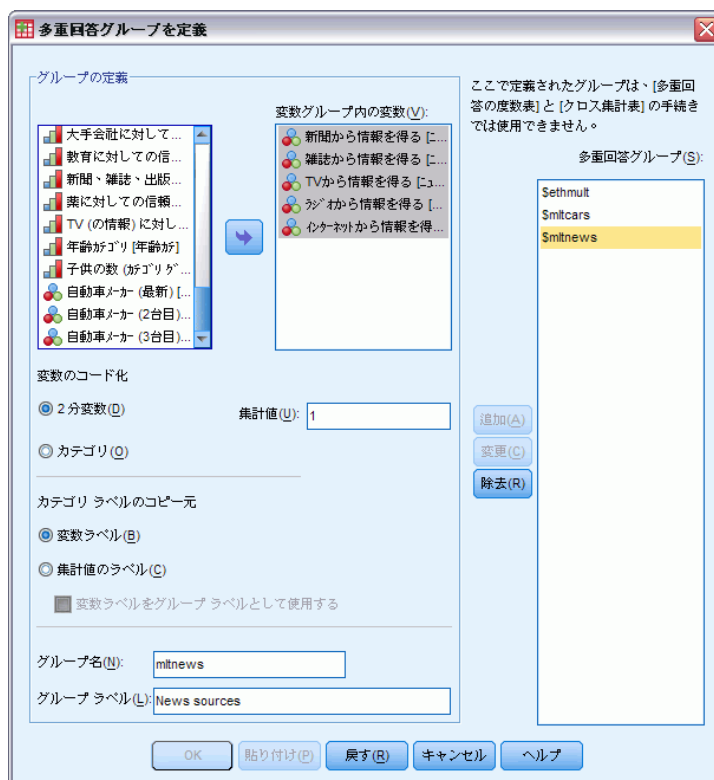 多重回答グループを定義
グループの定義
大手会社に対して...
教育に対しての信...
新聞、雑誌、出版...
薬に対しての信頼...
TV (の情報) に対し...
年齢ｶﾃｺﾞﾘ [年齢ｶﾃ]
子供の数 (ｶﾃｺﾞﾘ ｸﾞ...
自動車ﾒｰｶｰ (最新) [...
自動車ﾒｰｶｰ (2台目)...
自動車ﾒｰｶｰ (3台目)...
変数グループ内の変数(V):
新聞から情報を得る [ﾆ...
雑誌から情報を得る [ﾆ...
TVから情報を得る [ﾆｭ...
ﾗｼﾞｵから情報を得る [...
ｲﾝﾀｰﾈｯﾄから情報を得...
変数のコード化
2分変数(D)
集計値(U): 1
カテゴリ(O)
カテゴリ ラベルのコピー元
変数ラベル(B)
集計値のラベル(C)
変数ラベルをグループ ラベルとして使用する
グループ名(N): mltnews
グループ ラベル(L): News sources
ここで定義されたグループは、[多重回
答の度数表] と [クロス集計表] の手続き
では使用できません。
多重回答グループ(S):
$ethmult
$mltcars
$mltnews
追加(A)
変更(C)
除去(R)
OK
貼り付け(P)
戻す(R)
キャンセル
ヘルプ